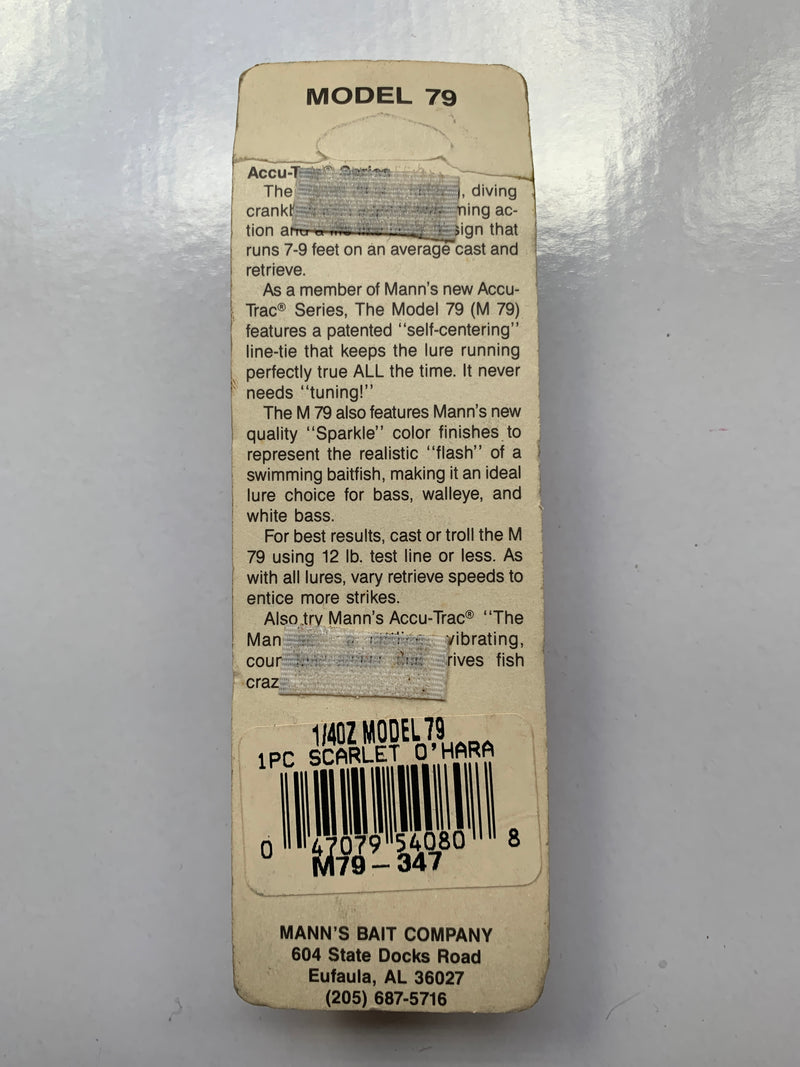 MODEL 79
Accu-Trac® Series
The , diving
ming ac-
tion and a sign that
runs 7-9 feet on an average cast and
retrieve.
As a member of Mann's new Accu-
Trac® Series, The Model 79 (M 79)
features a patented "self-centering"
line-tie that keeps the lure running
perfectly true ALL the time. It never
needs "tuning!"
The M 79 also features Mann's new
quality "Sparkle" color finishes to
represent the realistic "flash" of a
swimming baitfish, making it an ideal
lure choice for bass, walleye, and
white bass.
For best results, cast or troll the M
79 using 12 lb. test line or less. As
with all lures, vary retrieve speeds to
entice more strikes.
Also try Mann's Accu-Trac® "The
Man vibrating,
cour rives fish
craz
1/4OZ MODEL 79
1PC SCARLET O'HARA
0 47079 54080 8
M79-347
MANN'S BAIT COMPANY
604 State Docks Road
Eufaula, AL 36027
(205) 687-5716